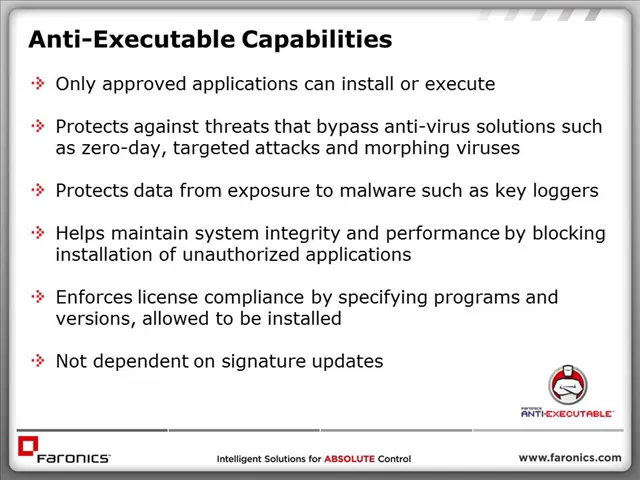 Anti-Executable Capabilities
Only approved applications can install or execute
Protects against threats that bypass anti-virus solutions such
as zero-day, targeted attacks and morphing viruses
Protects data from exposure to malware such as key loggers
Helps maintain system integrity and performance by blocking
installation of unauthorized applications
Enforces license compliance by specifying programs and
versions, allowed to be installed
Not dependent on signature updates
FARONICS
ANTI-EXECUTABLE
FARONICS
Intelligent Solutions for ABSOLUTE Control
www.faronics.com